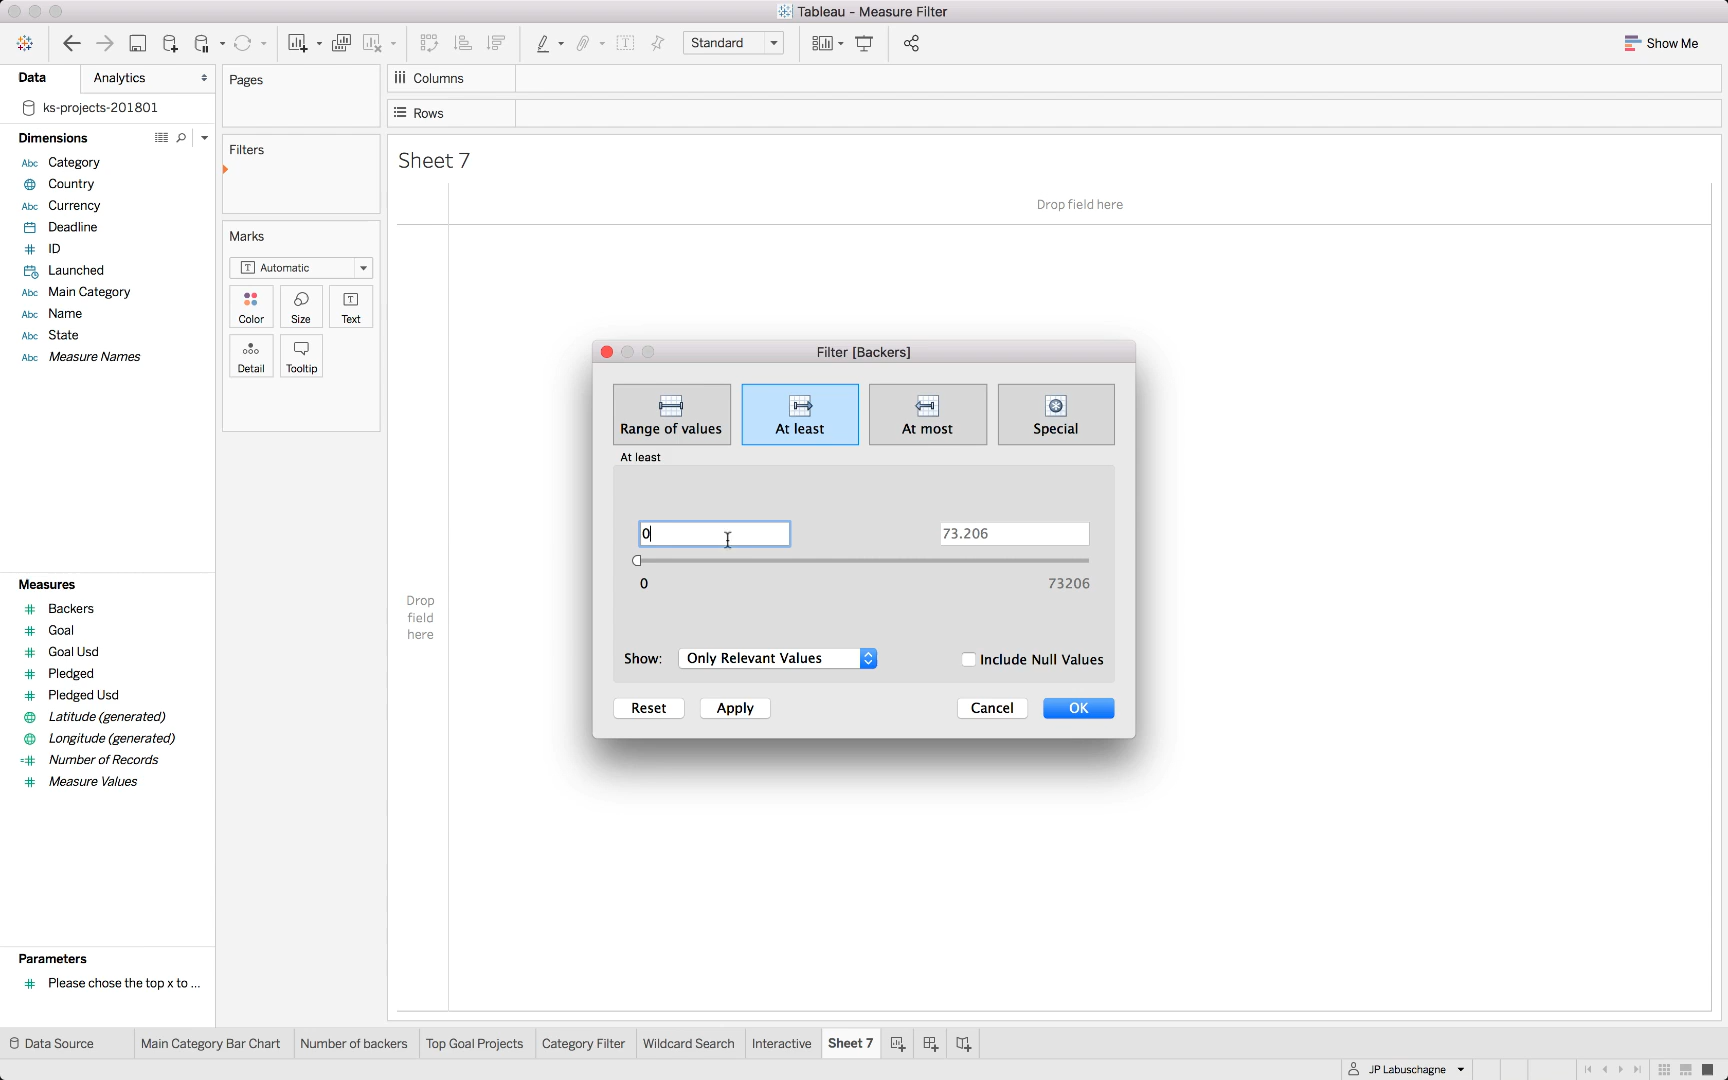 Tableau - Measure Filter
Standard
Show Me
Data
Analytics
ks-projects-201801
Dimensions
Abc Category
Country
Abc Currency
Deadline
# ID
Launched
Abc Main Category
Abc Name
Abc State
Abc Measure Names
Measures
# Backers
# Goal
# Goal Usd
# Pledged
# Pledged Usd
Latitude (generated)
Longitude (generated)
=# Number of Records
# Measure Values
Parameters
# Please chose the top x to ...
Pages
Filters
Marks
T Automatic
Color
Size
T
Text
Detail
Tooltip
Columns
Rows
Sheet 7
Drop field here
Drop
field
here
Filter [Backers]
Range of values
At least
At most
Special
At least
0
73.206
0
73206
Show: Only Relevant Values
Include Null Values
Reset
Apply
Cancel
OK
Data Source
Main Category Bar Chart
Number of backers
Top Goal Projects
Category Filter
Wildcard Search
Interactive
Sheet 7
JP Labuschagne